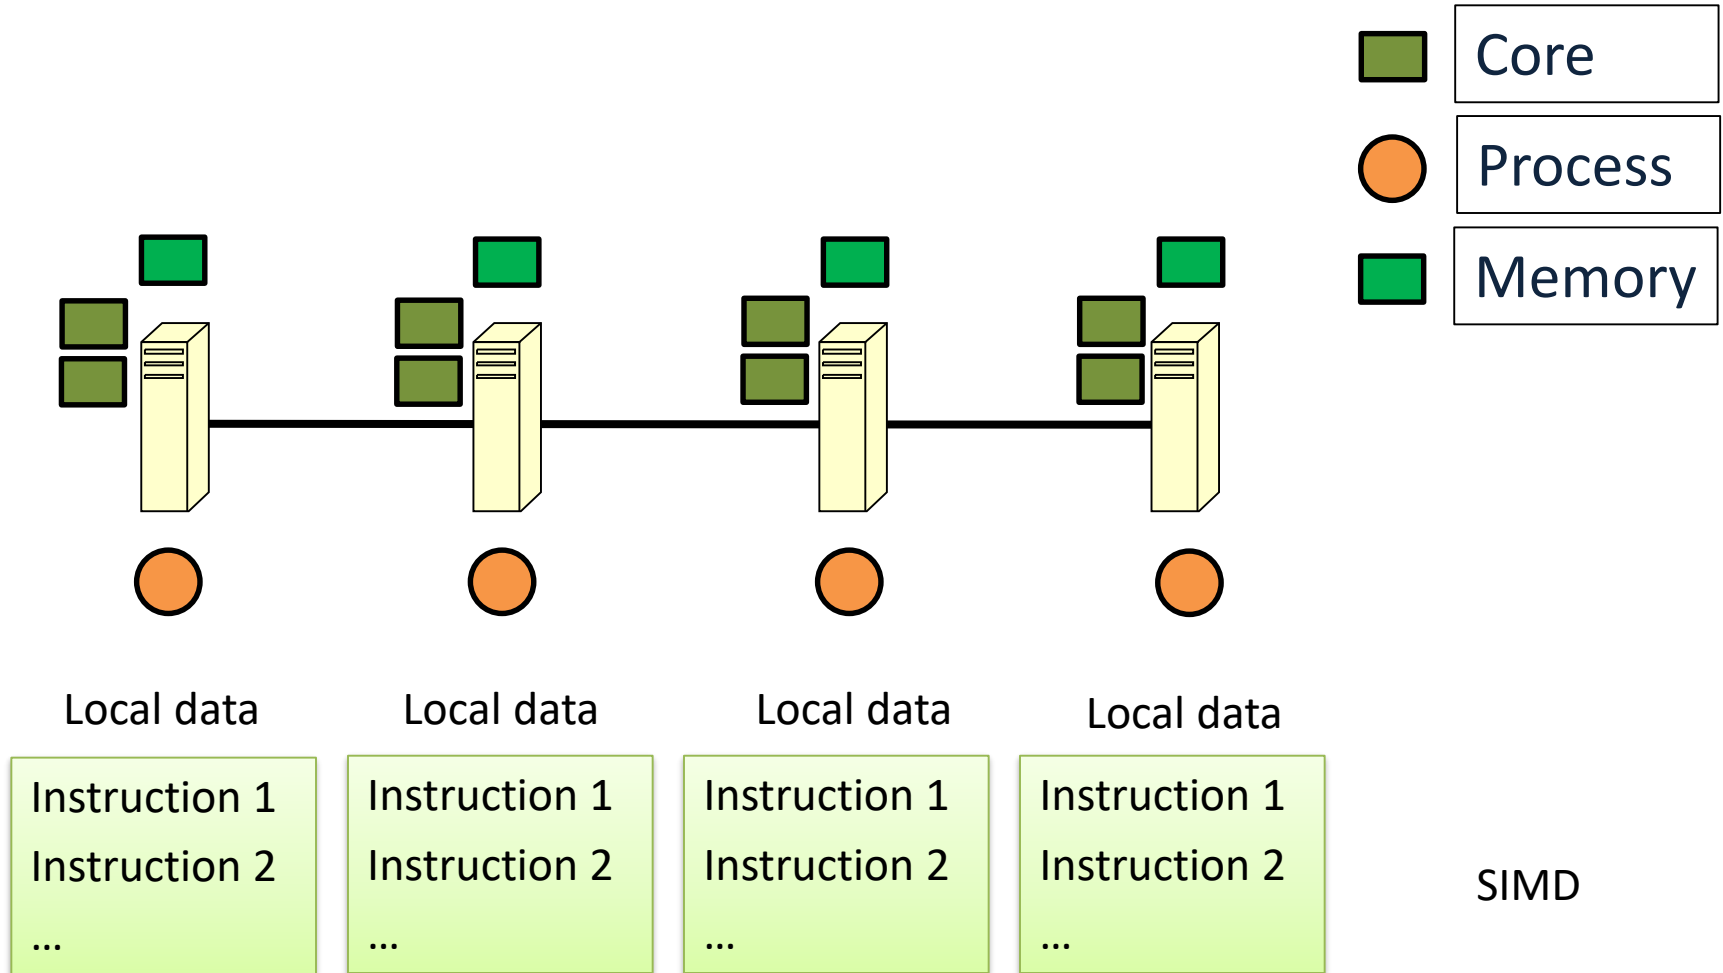 Core
Process
Memory
Local data
Local data
Local data
Local data
Instruction 1
Instruction 2
…
Instruction 1
Instruction 2
…
Instruction 1
Instruction 2
…
Instruction 1
Instruction 2
…
SIMD